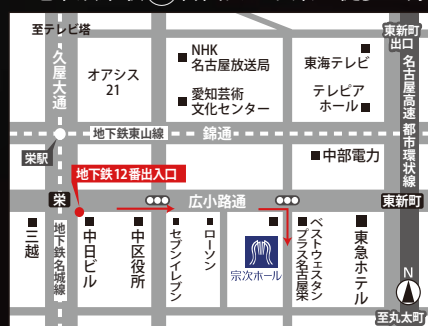 至テレビ塔
久屋大通
オアシス
21
NHK
名古屋放送局
愛知芸術
文化センター
東海テレビ
テレピア
ホール
東新町
出口
名古屋高速 都市環状線
地下鉄東山線
錦通
栄駅
中部電力
地下鉄12番出入口
栄
広小路通
東新町
三越
地下鉄名城線
中日ビル
中区役所
セブンイレブン
ローソン
宗次ホール
ベストウェスタン
プラス名古屋栄
東急ホテル
N
至丸太町